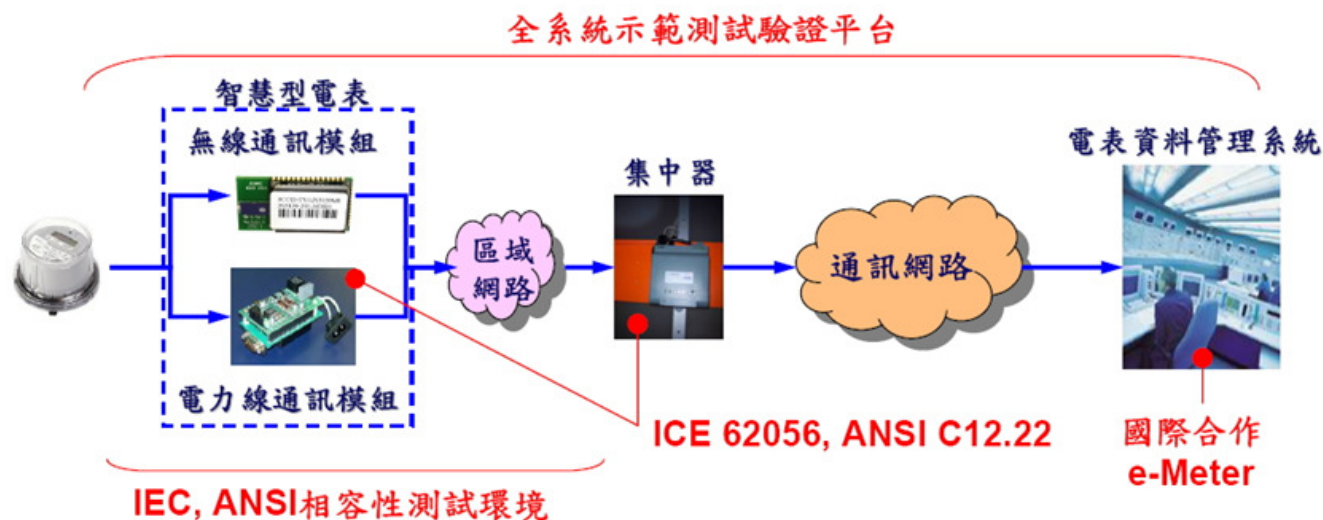 全系統示範測試驗證平台
智慧型電表
無線通訊模組
電力線通訊模組
區域
網路
集中器
通訊網路
電表資料管理系統
ICE 62056, ANSI C12.22
國際合作
e-Meter
IEC, ANSI相容性測試環境